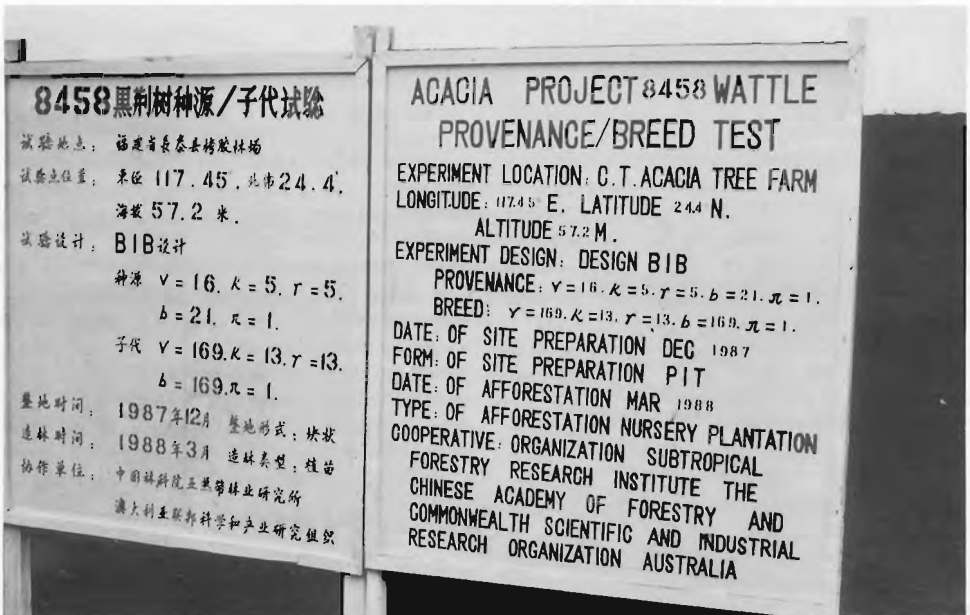 8458黑荆树种源/子代试验
试验地点: 福建省长泰县栲胶林场
试验点位置: 东经 117.45, 北纬 24.4,
海拔 57.2 米.
试验设计: BIB设计
种源 v=16. k=5. r=5.
b=21. π=1.
子代 v=169. k=13. r=13.
b=169. π=1.
整地时间: 1987年12月 整地形式: 块状
造林时间: 1988年3月 造林类型: 植苗
协作单位: 中国林科院亚热带林业研究所
澳大利亚联邦科学和产业研究组织
ACACIA PROJECT 8458 WATTLE
PROVENANCE/BREED TEST
EXPERIMENT LOCATION: C.T. ACACIA TREE FARM
LONGITUDE: 117.45 E. LATITUDE 24.4 N.
ALTITUDE 57.2 M.
EXPERIMENT DESIGN: DESIGN BIB
PROVENANCE: v=16. k=5. r=5. b=21. π=1.
BREED: v=169. k=13. r=13. b=169. π=1.
DATE: OF SITE PREPARATION DEC 1987
FORM: OF SITE PREPARATION PIT
DATE: OF AFFORESTATION MAR 1988
TYPE: OF AFFORESTATION NURSERY PLANTATION
COOPERATIVE: ORGANIZATION SUBTROPICAL
FORESTRY RESEARCH INSTITUTE THE
CHINESE ACADEMY OF FORESTRY AND
COMMONWEALTH SCIENTIFIC AND INDUSTRIAL
RESEARCH ORGANIZATION AUSTRALIA